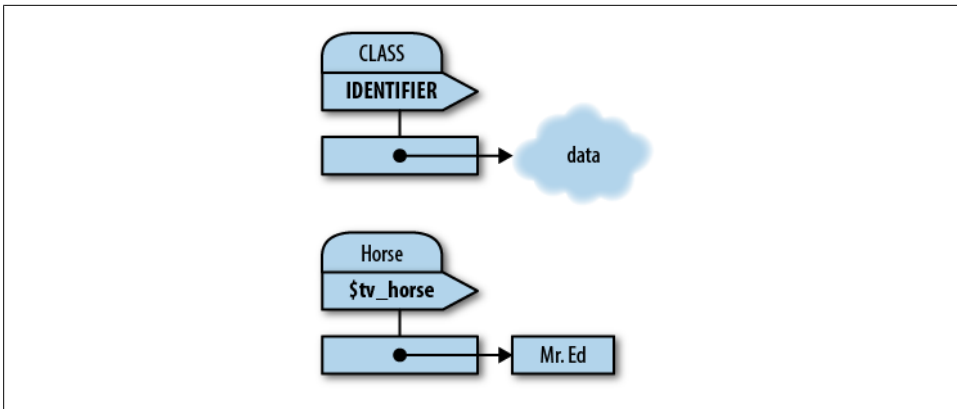 CLASS
IDENTIFIER
data
Horse
$tv_horse
Mr. Ed